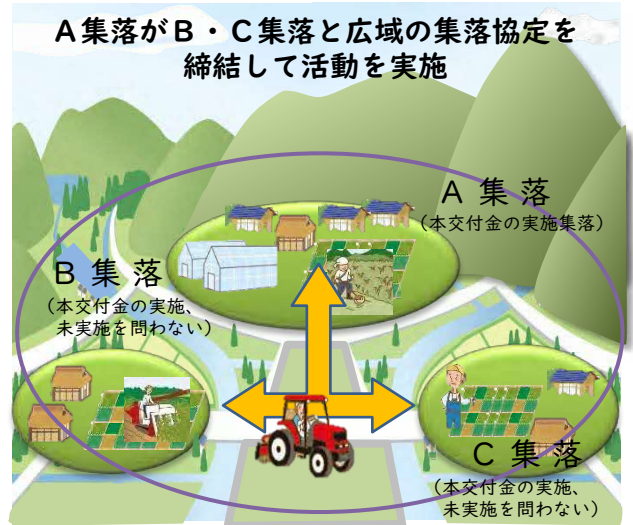 A集落がB・C集落と広域の集落協定を
締結して活動を実施
A 集 落
（本交付金の実施集落）
B 集 落
（本交付金の実施、
未実施を問わない）
C 集 落
（本交付金の実施、
未実施を問わない）